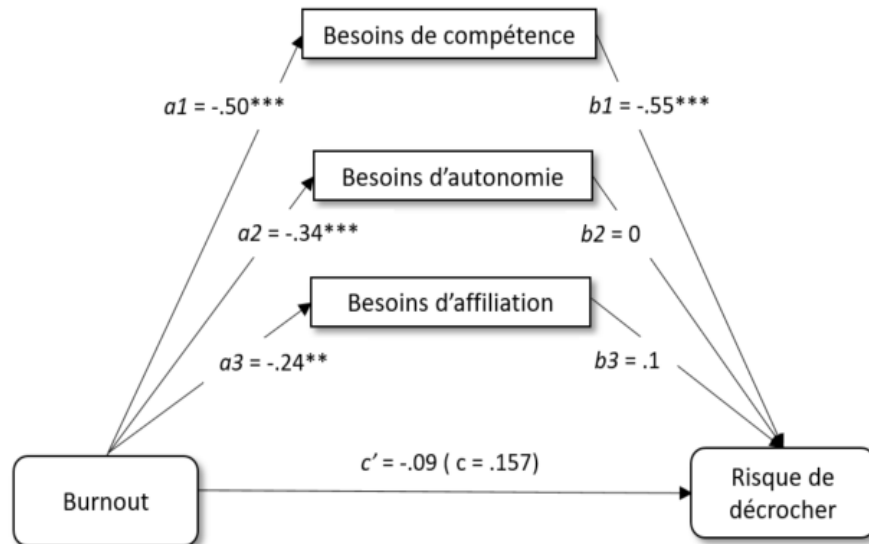 Besoins de compétence
a1 = -.50***
b1 = -.55***
Besoins d'autonomie
a2 = -.34***
b2 = 0
Besoins d'affiliation
a3 = -.24**
b3 = .1
c' = -.09 ( c = .157)
Burnout
Risque de
décrocher